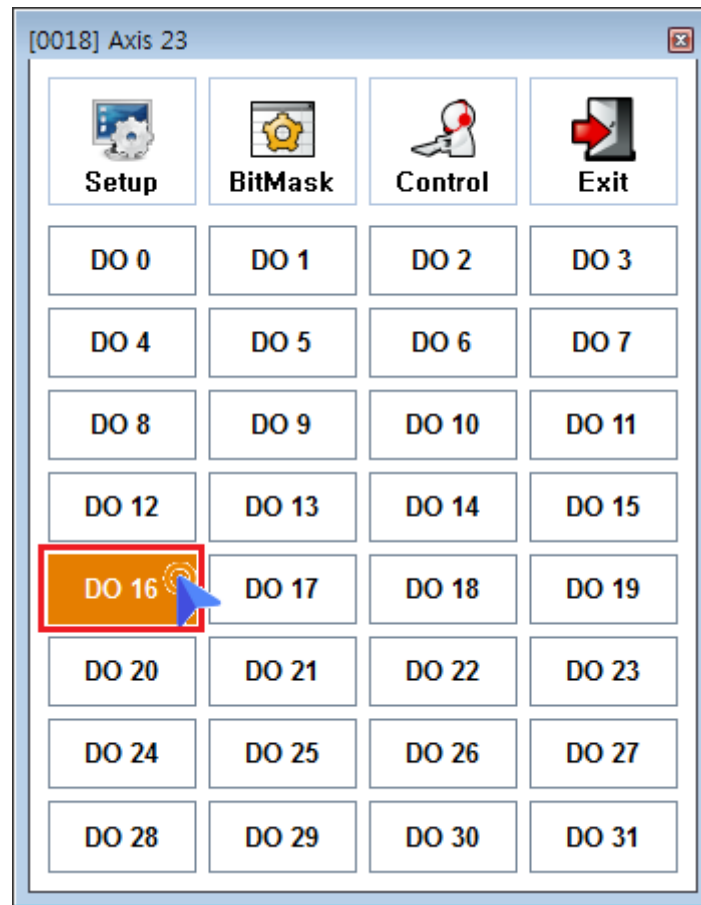 [0018] Axis 23
Setup BitMask Control Exit
DO 0 DO 1 DO 2 DO 3
DO 4 DO 5 DO 6 DO 7
DO 8 DO 9 DO 10 DO 11
DO 12 DO 13 DO 14 DO 15
DO 16 DO 17 DO 18 DO 19
DO 20 DO 21 DO 22 DO 23
DO 24 DO 25 DO 26 DO 27
DO 28 DO 29 DO 30 DO 31